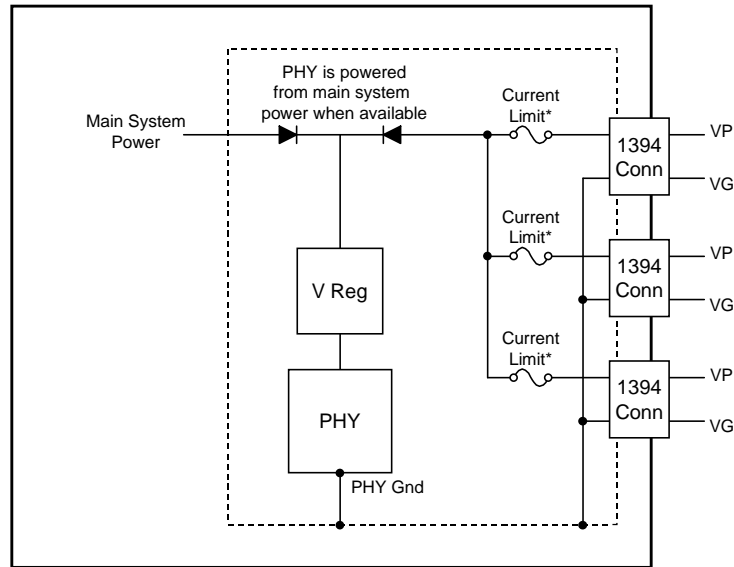 PHY is powered
from main system
power when available
Main System
Power
Current
Limit*
1394
Conn
VP
VG
Current
Limit*
1394
Conn
VP
VG
V Reg
Current
Limit*
1394
Conn
VP
VG
PHY
PHY Gnd